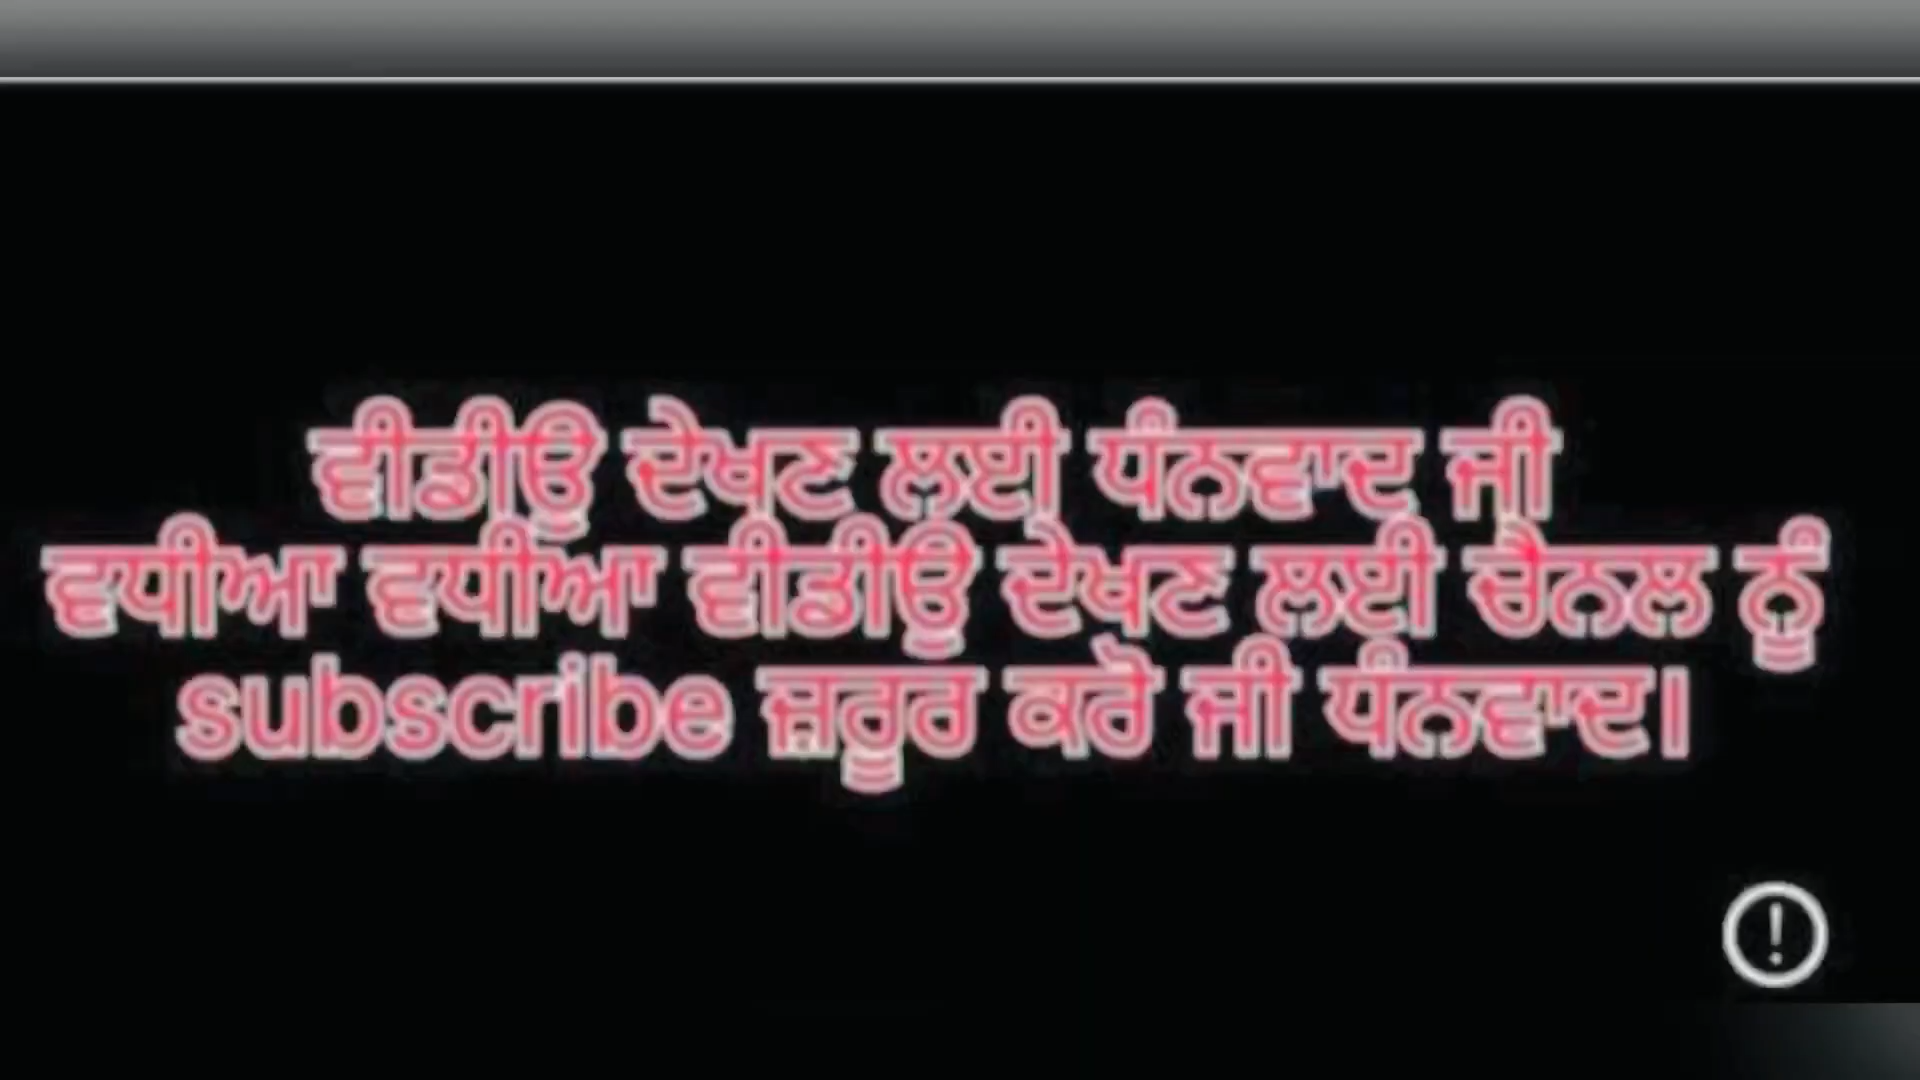 ਵੀਡੀਓ ਦੇਖਣ ਲਈ ਧੰਨਵਾਦ ਜੀ
ਵਧੀਆ ਵਧੀਆ ਵੀਡੀਓ ਦੇਖਣ ਲਈ ਚੈਨਲ ਨੂੰ
subscribe ਜ਼ਰੂਰ ਕਰੋ ਜੀ ਧੰਨਵਾਦ।